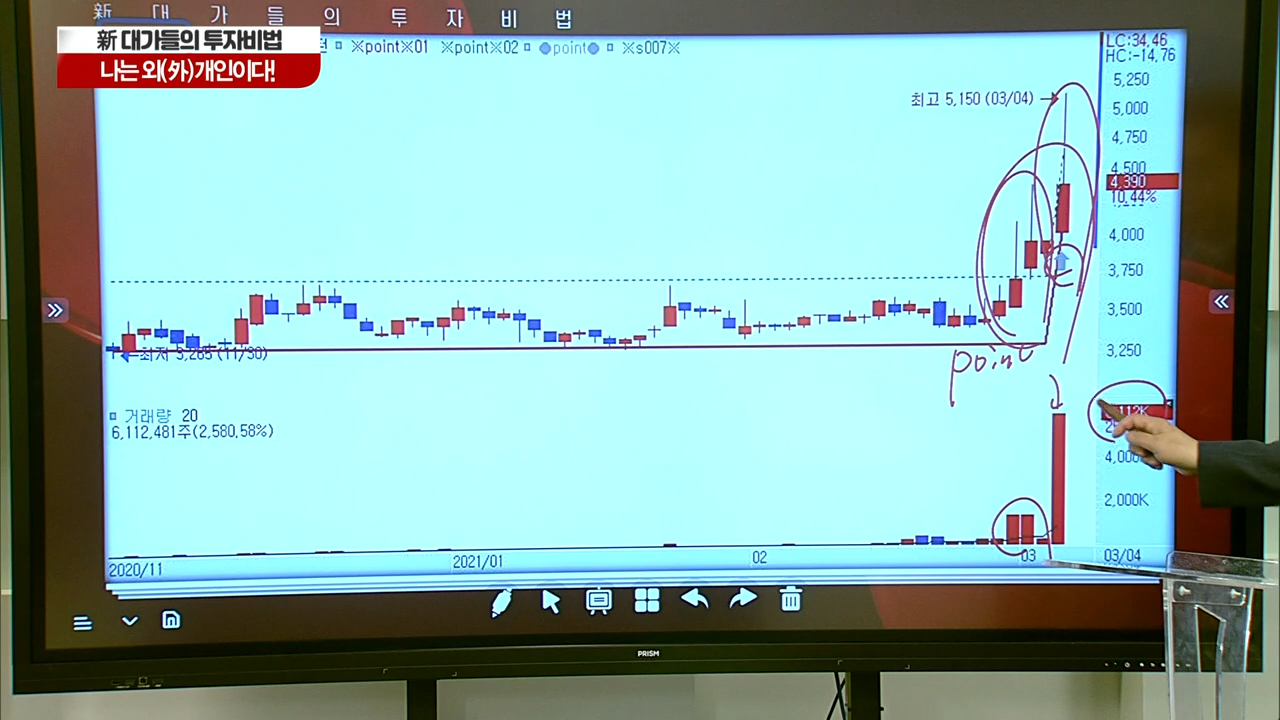 新 대 가 들 의 투 자 비 법
新 대가들의 투자비법
나는 외(外)개인이다!
※point※01 ※point※02 point ※s007※
LC:34.46
HC:-14.76
최고 5,150 (03/04)
5,250
5,000
4,750
4,500
4,390
10.44%
4,000
3,750
3,500
3,250
최저 3,265 (11/30)
point
거래량 20
6,112,481주(2,580.58%)
4,000
2,000K
2020/11 2021/01 02 03 03/04
PRISM